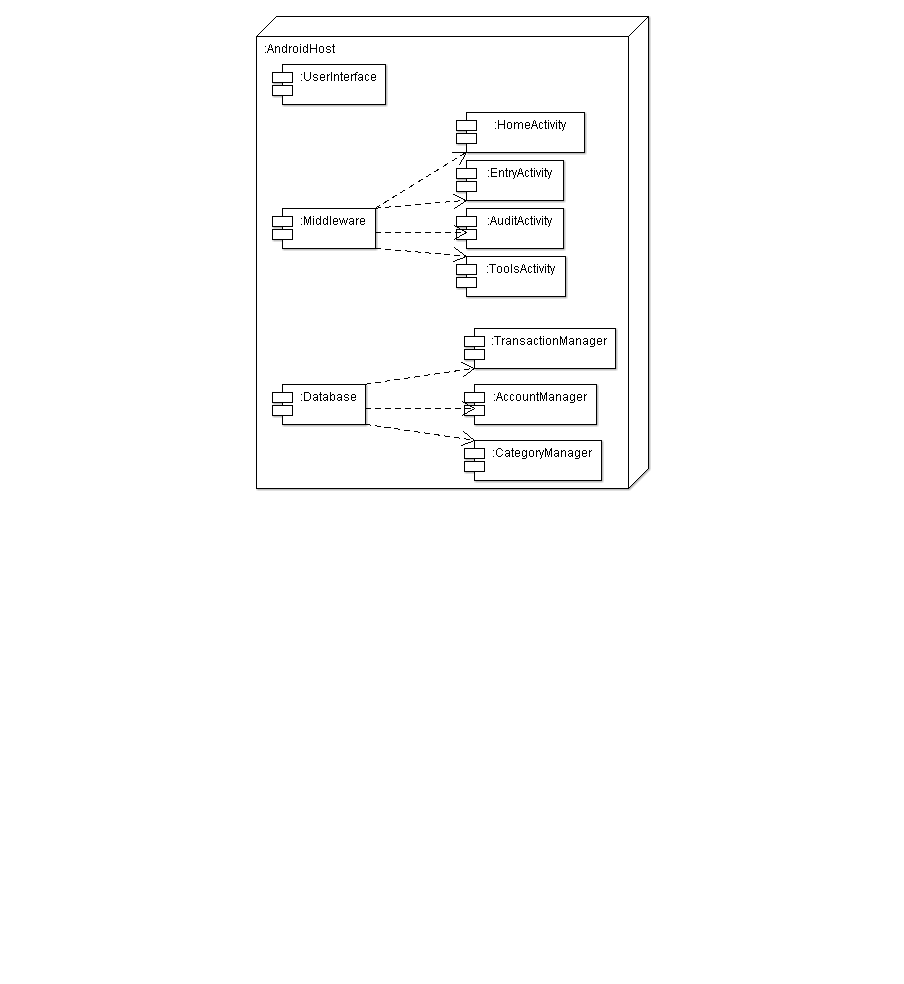 :AndroidHost
:UserInterface
:HomeActivity
:EntryActivity
:Middleware
:AuditActivity
:ToolsActivity
:TransactionManager
:Database
:AccountManager
:CategoryManager